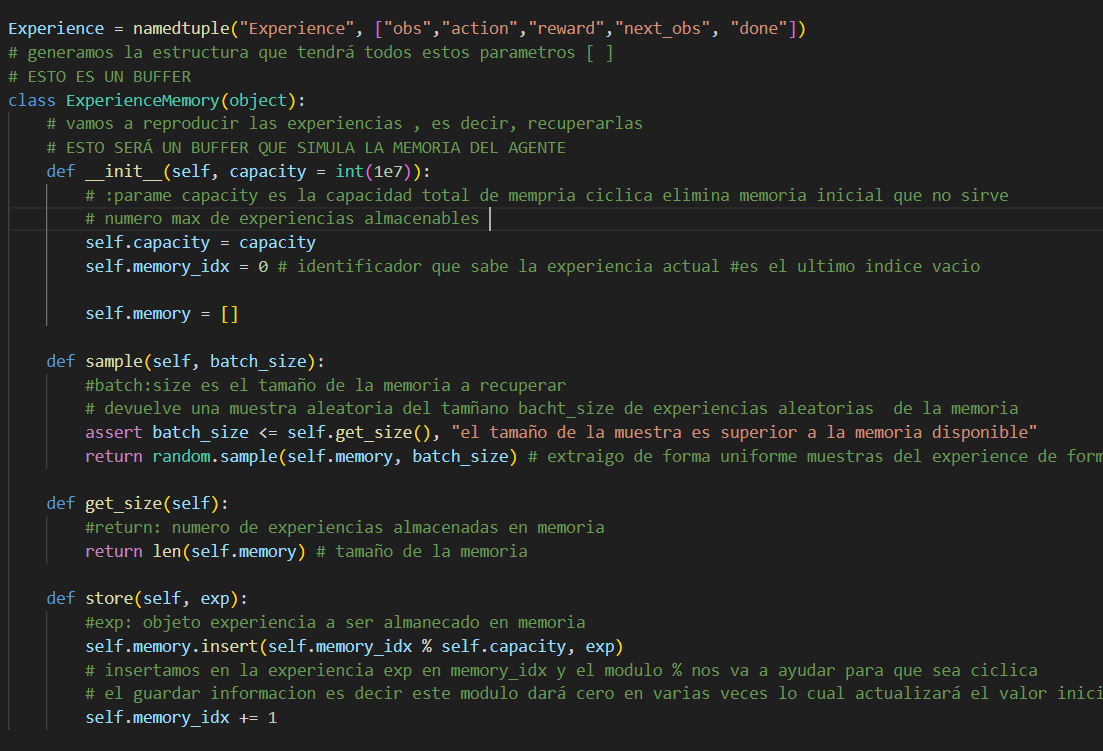 Experience = namedtuple("Experience", ["obs","action","reward","next_obs", "done"])
# generamos la estructura que tendrá todos estos parametros [ ]
# ESTO ES UN BUFFER
class ExperienceMemory(object):
    # vamos a reproducir las experiencias , es decir, recuperarlas
    # ESTO SERÁ UN BUFFER QUE SIMULA LA MEMORIA DEL AGENTE
    def __init__(self, capacity = int(1e7)):
        # :parame capacity es la capacidad total de mempria ciclica elimina memoria inicial que no sirve
        # numero max de experiencias almacenables
        self.capacity = capacity
        self.memory_idx = 0 # identificador que sabe la experiencia actual #es el ultimo indice vacio

        self.memory = []

    def sample(self, batch_size):
        #batch:size es el tamaño de la memoria a recuperar
        # devuelve una muestra aleatoria del tamñano bacht_size de experiencias aleatorias  de la memoria
        assert batch_size <= self.get_size(), "el tamaño de la muestra es superior a la memoria disponible"
        return random.sample(self.memory, batch_size) # extraigo de forma uniforme muestras del experience de form

    def get_size(self):
        #return: numero de experiencias almacenadas en memoria
        return len(self.memory) # tamaño de la memoria

    def store(self, exp):
        #exp: objeto experiencia a ser almanecado en memoria
        self.memory.insert(self.memory_idx % self.capacity, exp)
        # insertamos en la experiencia exp en memory_idx y el modulo % nos va a ayudar para que sea ciclica
        # el guardar informacion es decir este modulo dará cero en varias veces lo cual actualizará el valor inici
        self.memory_idx += 1